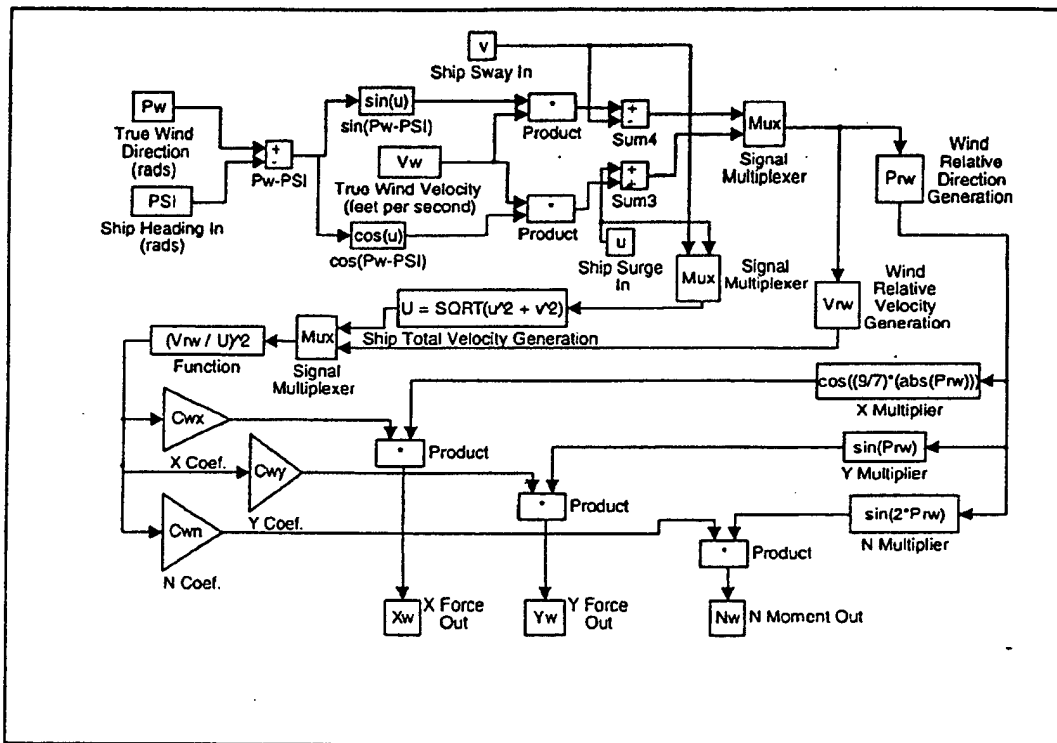 v
Ship Sway In
Pw
True Wind
Direction
(rads)
PSI
Ship Heading In
(rads)
+
-
Pw-PSI
sin(u)
sin(Pw-PSI)
Vw
True Wind Velocity
(feet per second)
cos(u)
cos(Pw-PSI)
*
Product
*
Product
+
-
Sum4
+
-
Sum3
u
Ship Surge
In
Mux
Signal
Multiplexer
Mux
Signal
Multiplexer
Prw
Wind
Relative
Direction
Generation
Vrw
Wind
Relative
Velocity
Generation
U = SQRT(u^2 + v^2)
Ship Total Velocity Generation
Mux
Signal
Multiplexer
(Vrw / U)^2
Function
cos((9/7)*(abs(Prw)))
X Multiplier
Cwx
X Coef.
*
Product
sin(Prw)
Y Multiplier
Cwy
Y Coef.
*
Product
sin(2*Prw)
N Multiplier
Cwn
N Coef.
*
Product
Xw
X Force
Out
Yw
Y Force
Out
Nw
N Moment Out